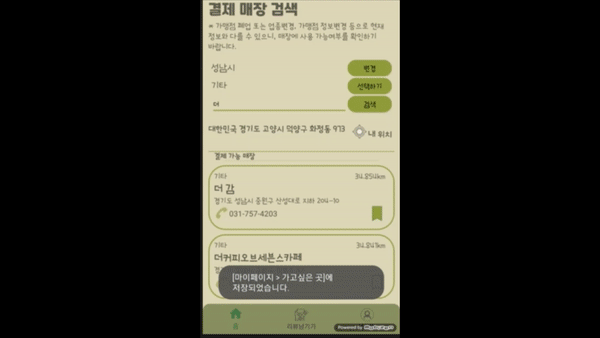 결제 매장 검색
* 가맹점 폐업 또는 업종변경, 가맹점 정보변경 등으로 현재
정보와 다를 수 있으니, 매장에 사용 가능여부를 확인하기
바랍니다.
성남시
변경
기타
선택하기
더
검색
대한민국 경기도 고양시 덕양구 화정동 973
내 위치
결제 가능 매장
기타
34.854km
더 감
경기도 성남시 중원구 산성대로 지하 204-10
031-757-4203
기타
34.847km
더커피오브세븐스카페
[마이페이지 > 가고싶은 곳]에
저장되었습니다.
홈
리뷰남기기
Powered by